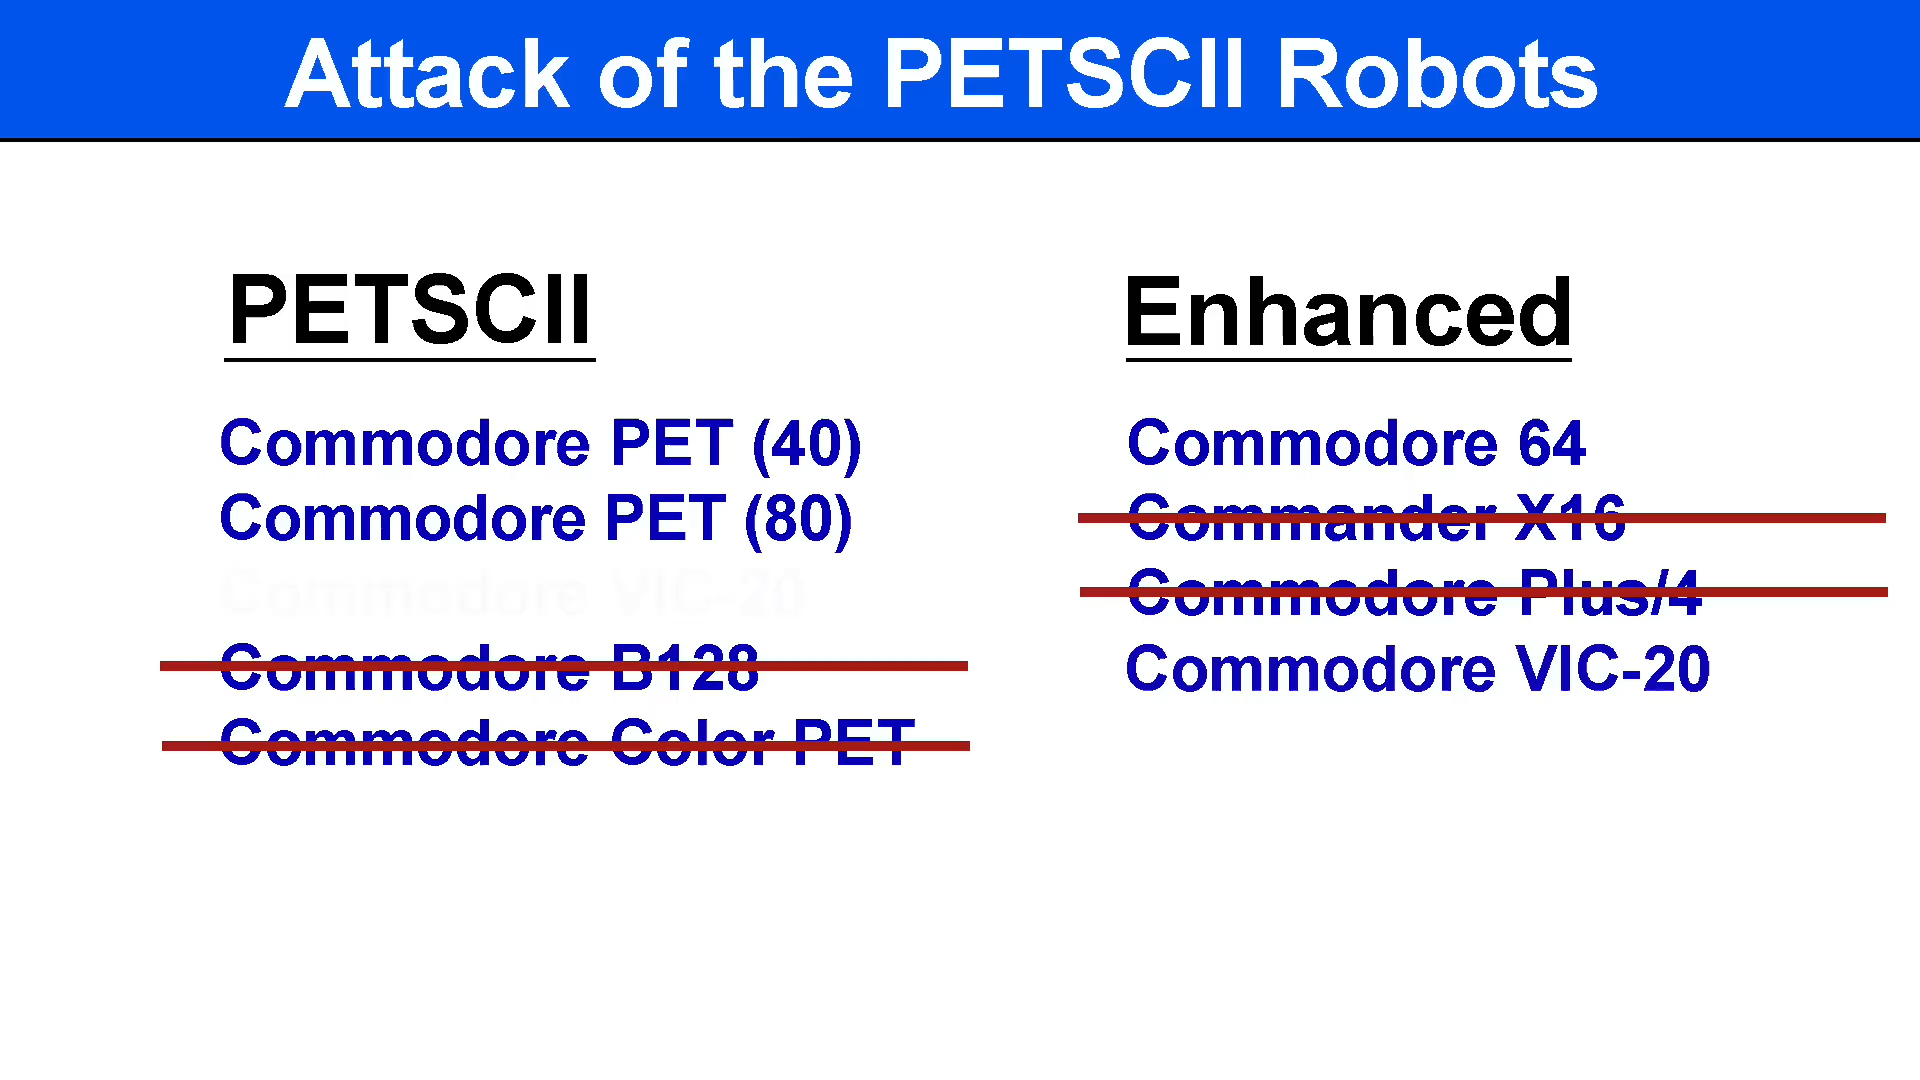 Attack of the PETSCII Robots
PETSCII
Commodore PET (40)
Commodore PET (80)
Commodore VIC-20
Commodore B128
Commodore Color PET
Enhanced
Commodore 64
Commander X16
Commodore Plus/4
Commodore VIC-20